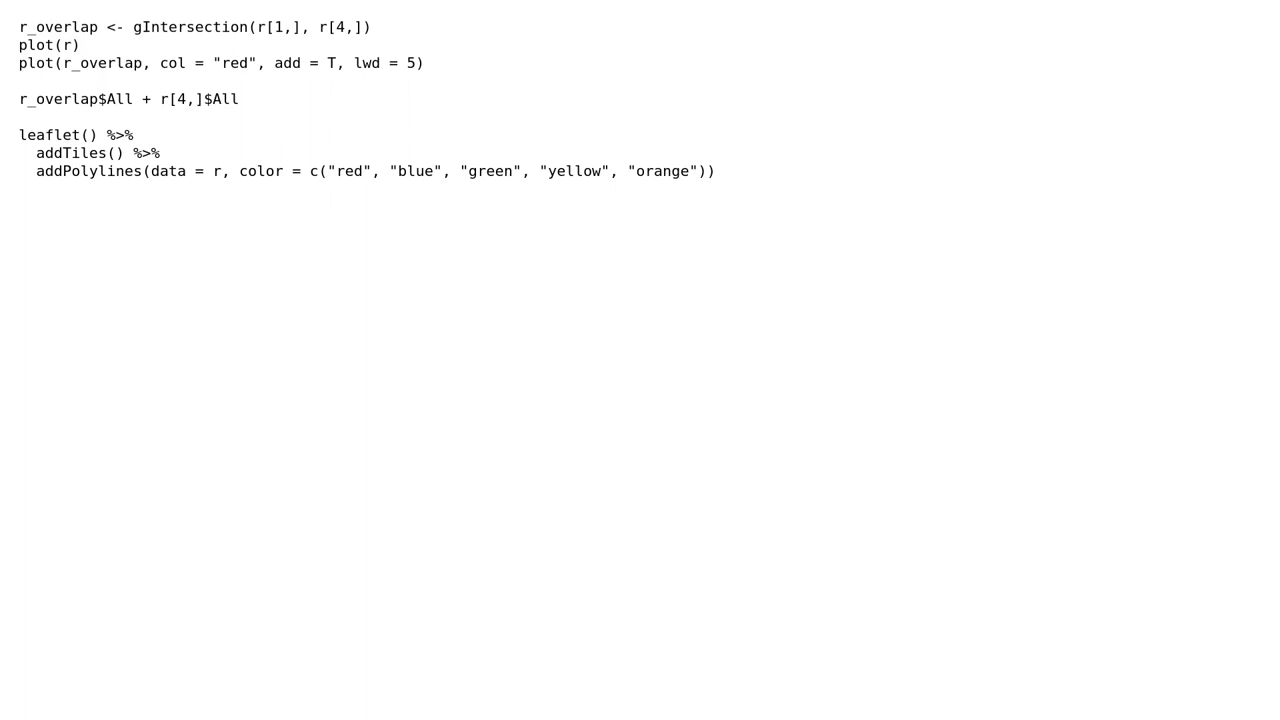 r_overlap <- gIntersection(r[1,], r[4,])
plot(r)
plot(r_overlap, col = "red", add = T, lwd = 5)

r_overlap$All + r[4,]$All

leaflet() %>%
  addTiles() %>%
  addPolylines(data = r, color = c("red", "blue", "green", "yellow", "orange"))